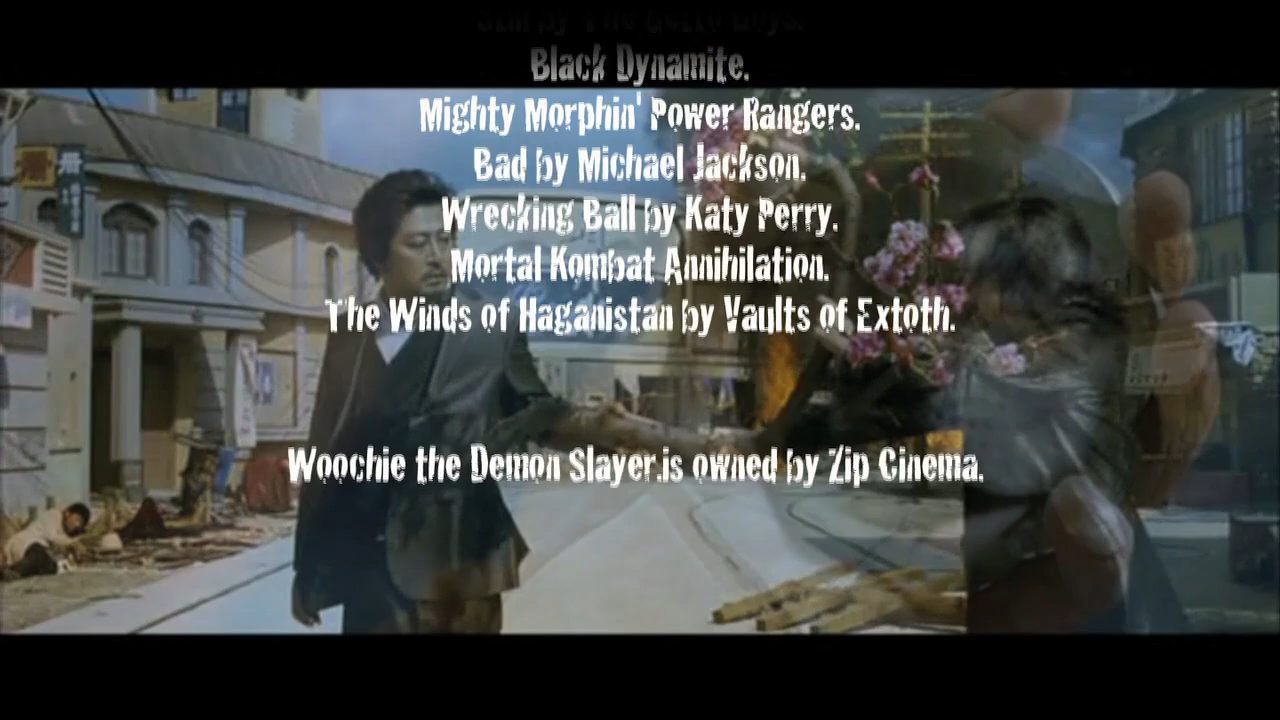 Black Dynamite.
Mighty Morphin' Power Rangers.
Bad by Michael Jackson.
Wrecking Ball by Katy Perry.
Mortal Kombat Annihilation.
The Winds of Haganistan by Vaults of Extoth.
Woochie the Demon Slayer.is owned by Zip Cinema.